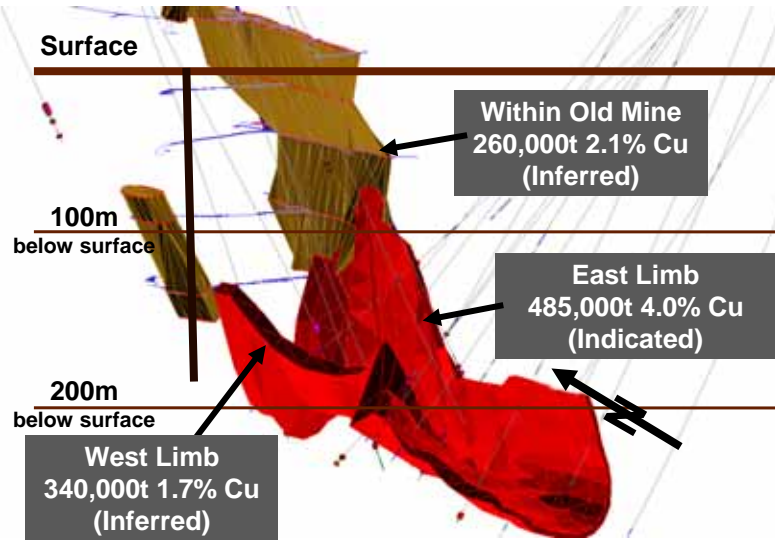 Surface
Within Old Mine
260,000t 2.1% Cu
(Inferred)
100m
below surface
East Limb
485,000t 4.0% Cu
(Indicated)
200m
below surface
N
West Limb
340,000t 1.7% Cu
(Inferred)